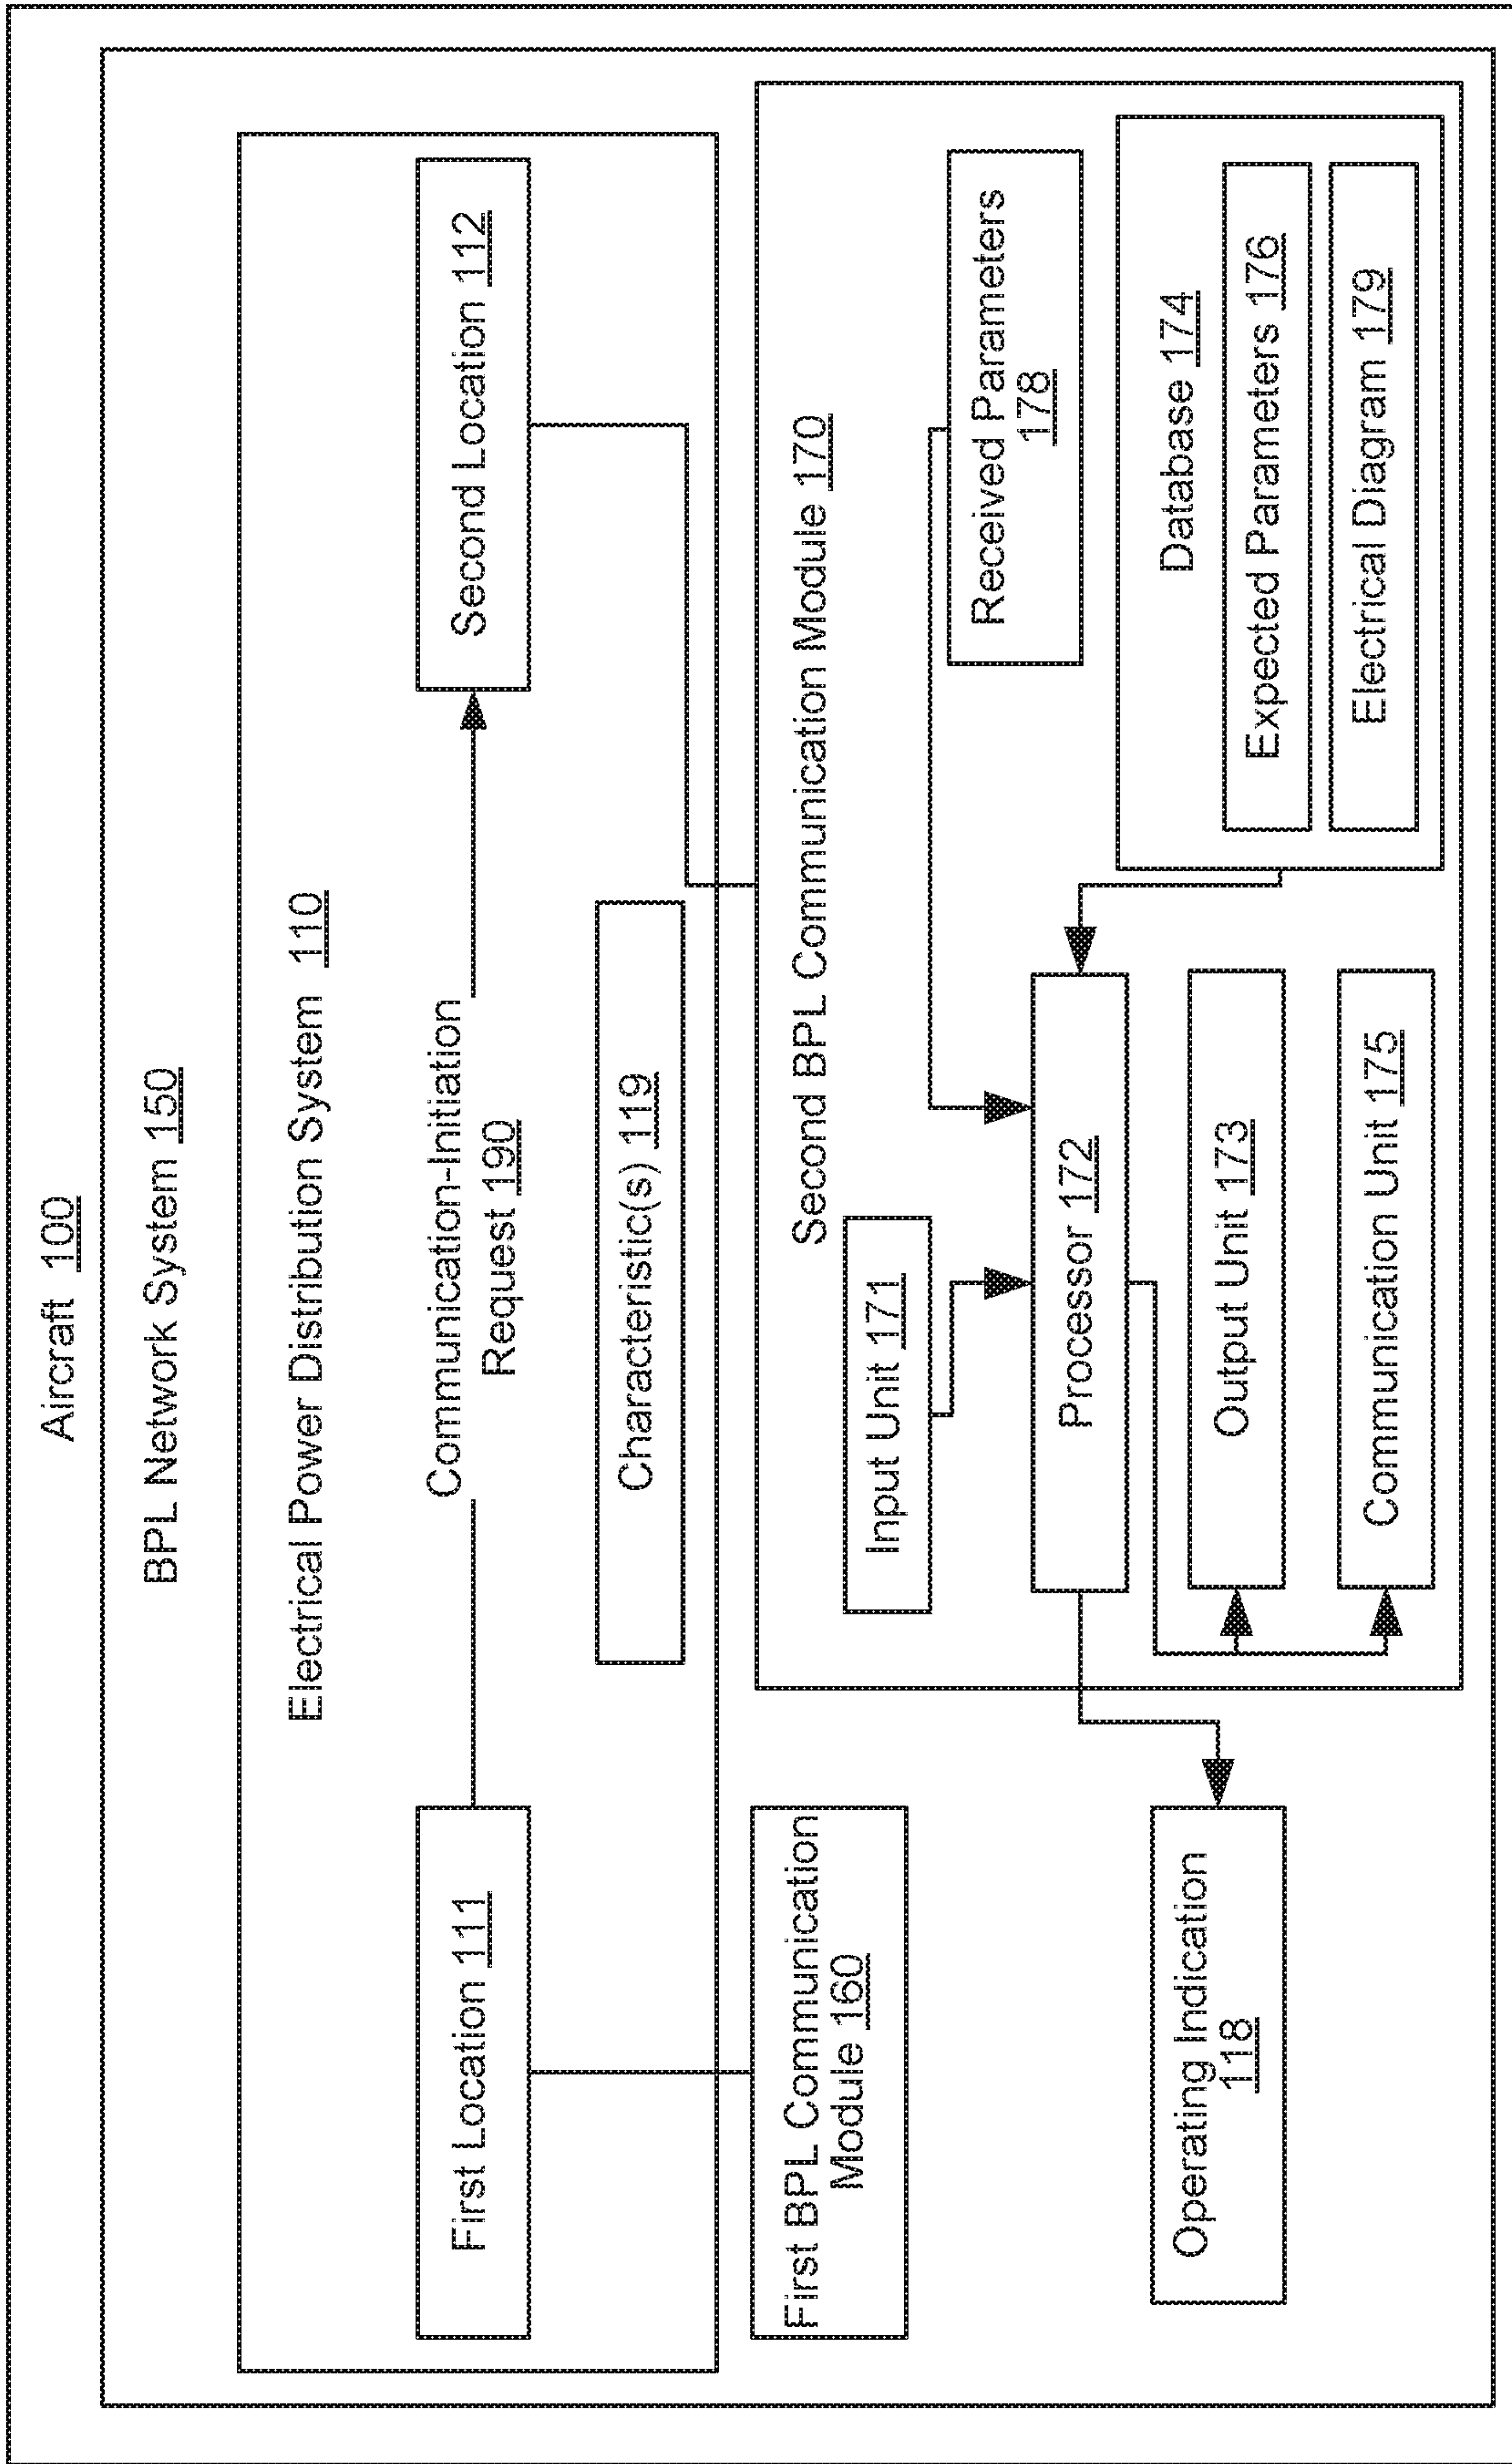 Aircraft 100
BPL Network System 150
Electrical Power Distribution System 110
First Location 111
Communication-Initiation
Request 190
Second Location 112
Characteristic(s) 119
First BPL Communication
Module 160
Second BPL Communication Module 170
Input Unit 171
Received Parameters
178
Processor 172
Database 174
Expected Parameters 176
Electrical Diagram 179
Output Unit 173
Communication Unit 175
Operating Indication
118